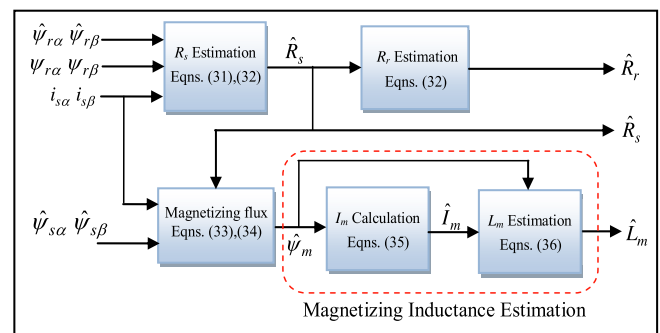 ψ̂rα ψ̂rβ
ψrα ψrβ
isα isβ
Rs Estimation
Eqns. (31),(32)
R̂s
Rr Estimation
Eqns. (32)
R̂r
R̂s
ψ̂sα ψ̂sβ
Magnetizing flux
Eqns. (33),(34)
ψ̂m
Im Calculation
Eqns. (35)
Îm
Lm Estimation
Eqns. (36)
L̂m
Magnetizing Inductance Estimation